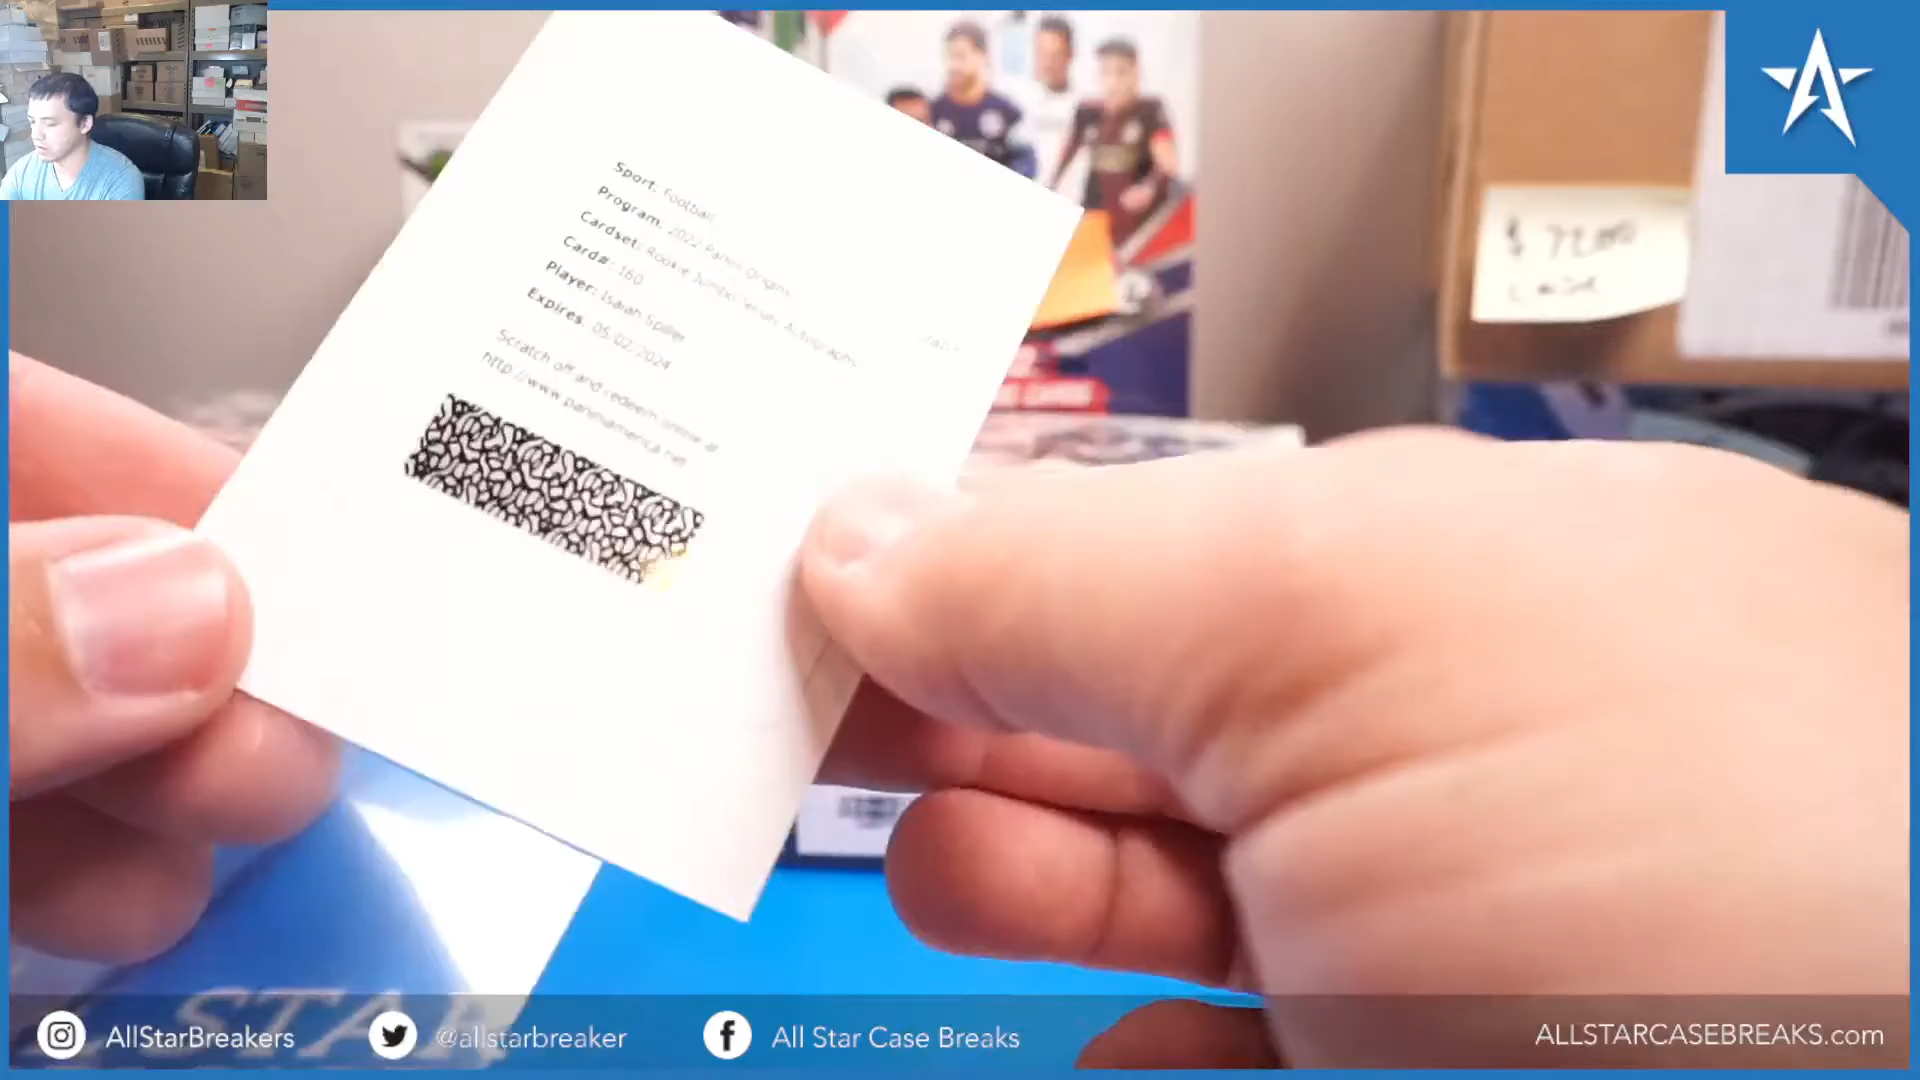 Sport: Football
Program: 2022 Panini Origins
Cardset: Rookie Jumbo Jersey Autographs
Card#: 160
Player: Isaiah Spiller
Expires: 05/02/2024
Scratch off and redeem online at
http://www.paniniamerica.net
STAR
AllStarBreakers
@allstarbreaker
All Star Case Breaks
ALLSTARCASEBREAKS.com